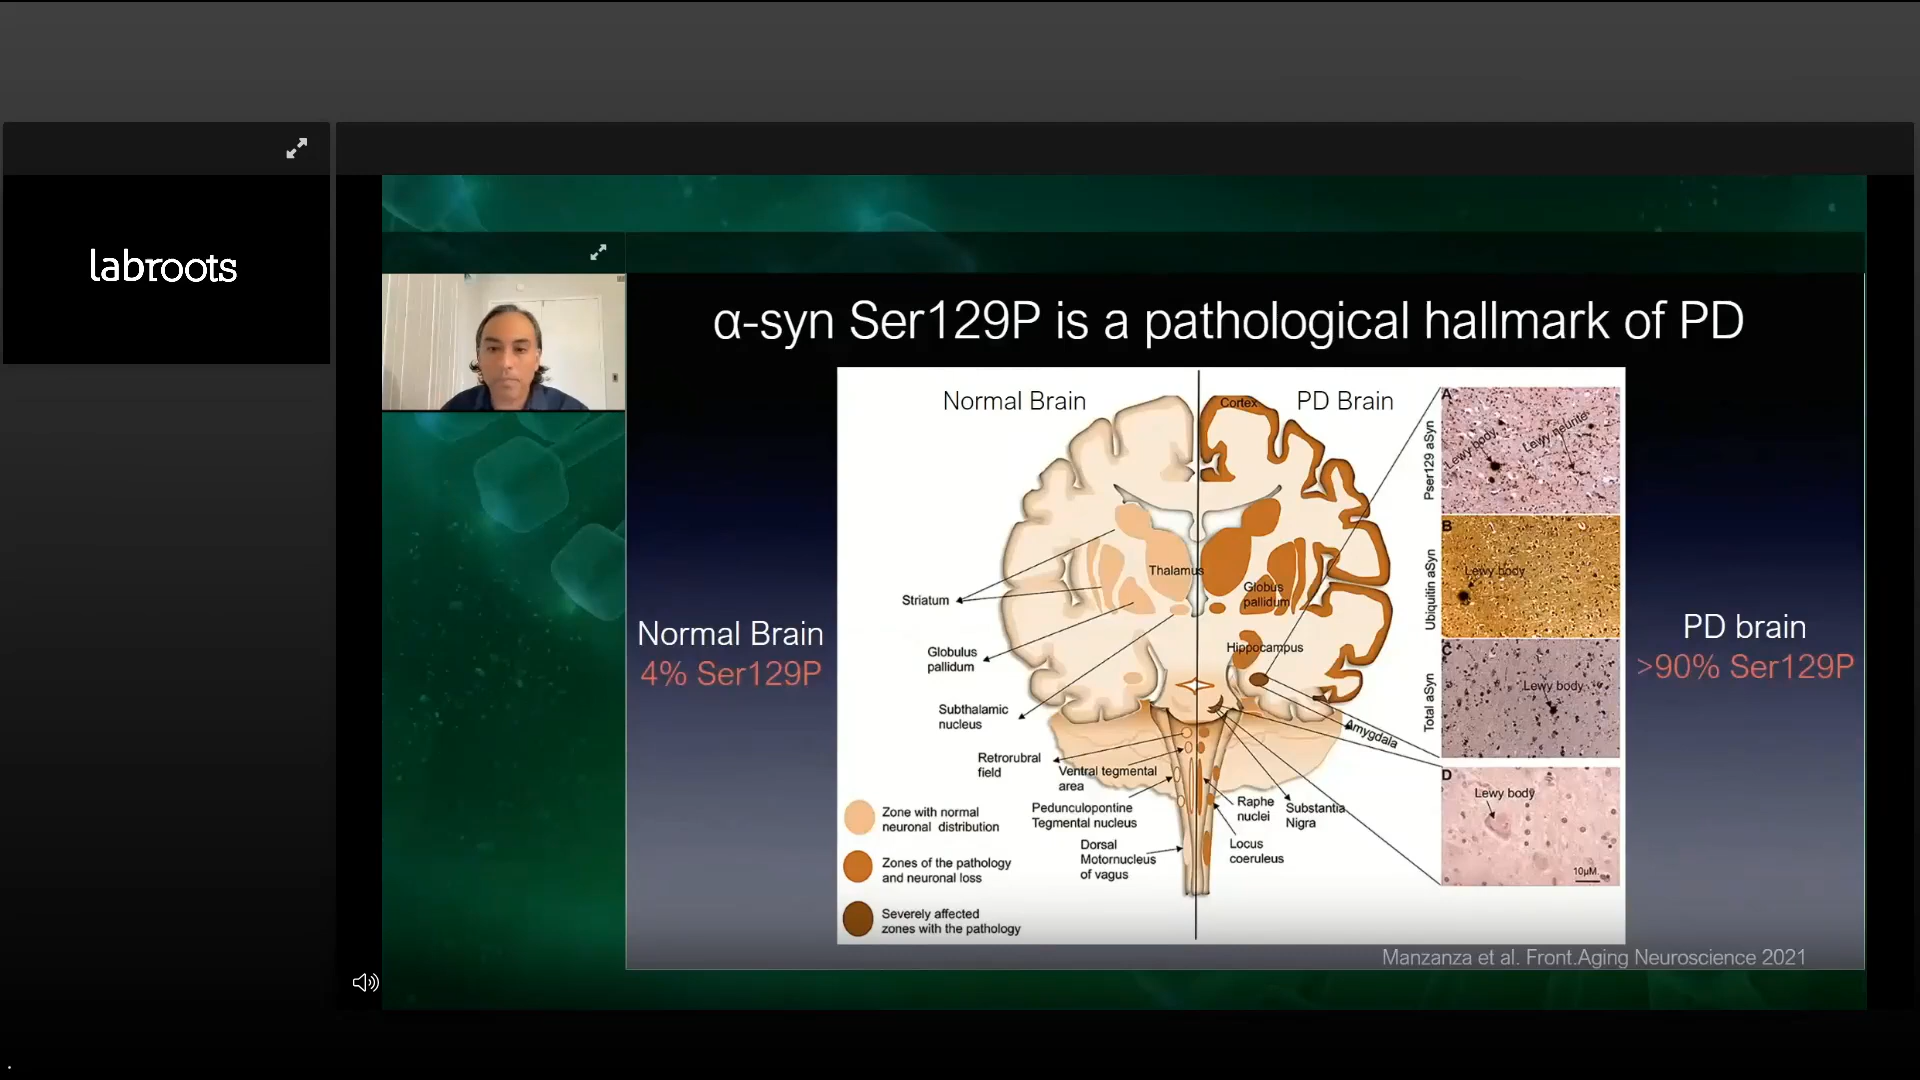 labroots
α-syn Ser129P is a pathological hallmark of PD
Normal Brain
PD Brain
Cortex
Thalamus
Globus
pallidum
Hippocampus
Striatum
Globulus
pallidum
Subthalamic
nucleus
Retrorubral
field
Ventral tegmental
area
Pedunculopontine
Tegmental nucleus
Dorsal
Motornucleus
of vagus
Raphe
nuclei
Substantia
Nigra
Locus
coeruleus
Amygdala
Zone with normal
neuronal distribution
Zones of the pathology
and neuronal loss
Severely affected
zones with the pathology
A
Pser129 aSyn
Lewy body
Lewy neurite
B
Ubiquitin aSyn
Lewy body
C
Total aSyn
Lewy body
D
Lewy body
10µM
Normal Brain
4% Ser129P
PD brain
>90% Ser129P
Manzanza et al. Front.Aging Neuroscience 2021